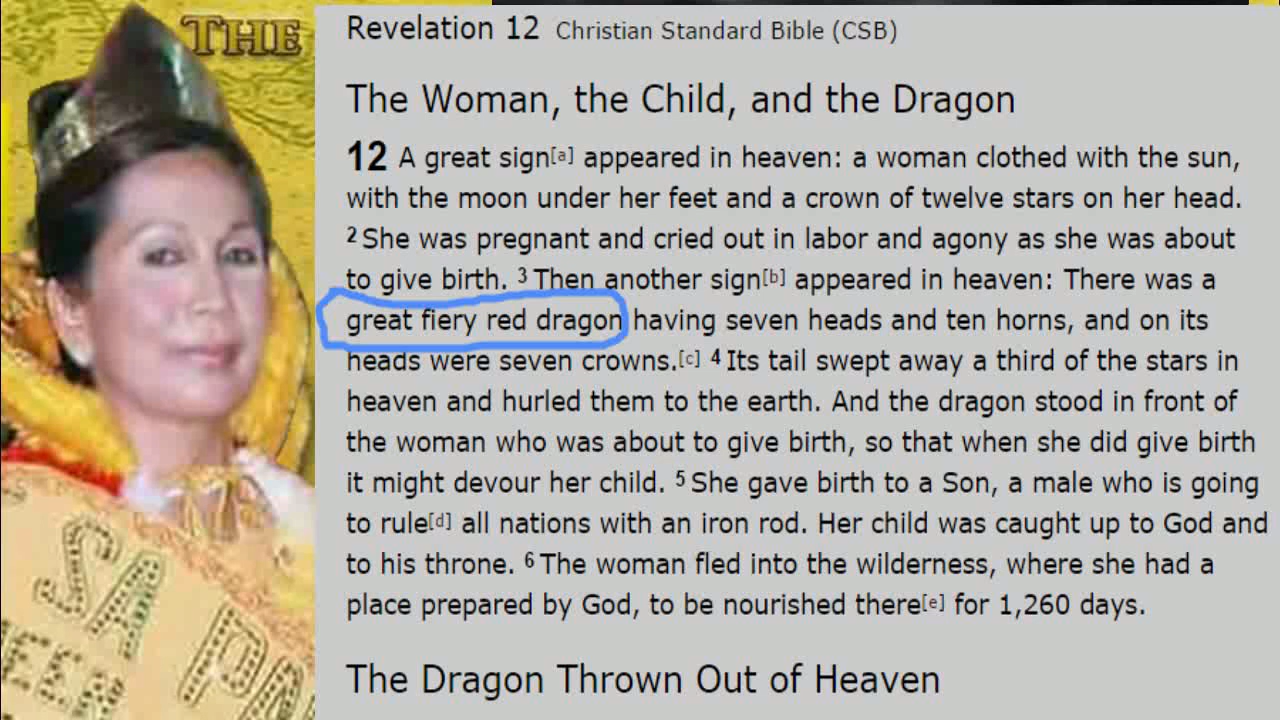 THE
Revelation 12 Christian Standard Bible (CSB)
The Woman, the Child, and the Dragon
12 A great sign[a] appeared in heaven: a woman clothed with the sun,
with the moon under her feet and a crown of twelve stars on her head.
2 She was pregnant and cried out in labor and agony as she was about
to give birth. 3 Then another sign[b] appeared in heaven: There was a
great fiery red dragon having seven heads and ten horns, and on its
heads were seven crowns.[c] 4 Its tail swept away a third of the stars in
heaven and hurled them to the earth. And the dragon stood in front of
the woman who was about to give birth, so that when she did give birth
it might devour her child. 5 She gave birth to a Son, a male who is going
to rule[d] all nations with an iron rod. Her child was caught up to God and
to his throne. 6 The woman fled into the wilderness, where she had a
place prepared by God, to be nourished there[e] for 1,260 days.
The Dragon Thrown Out of Heaven
SA